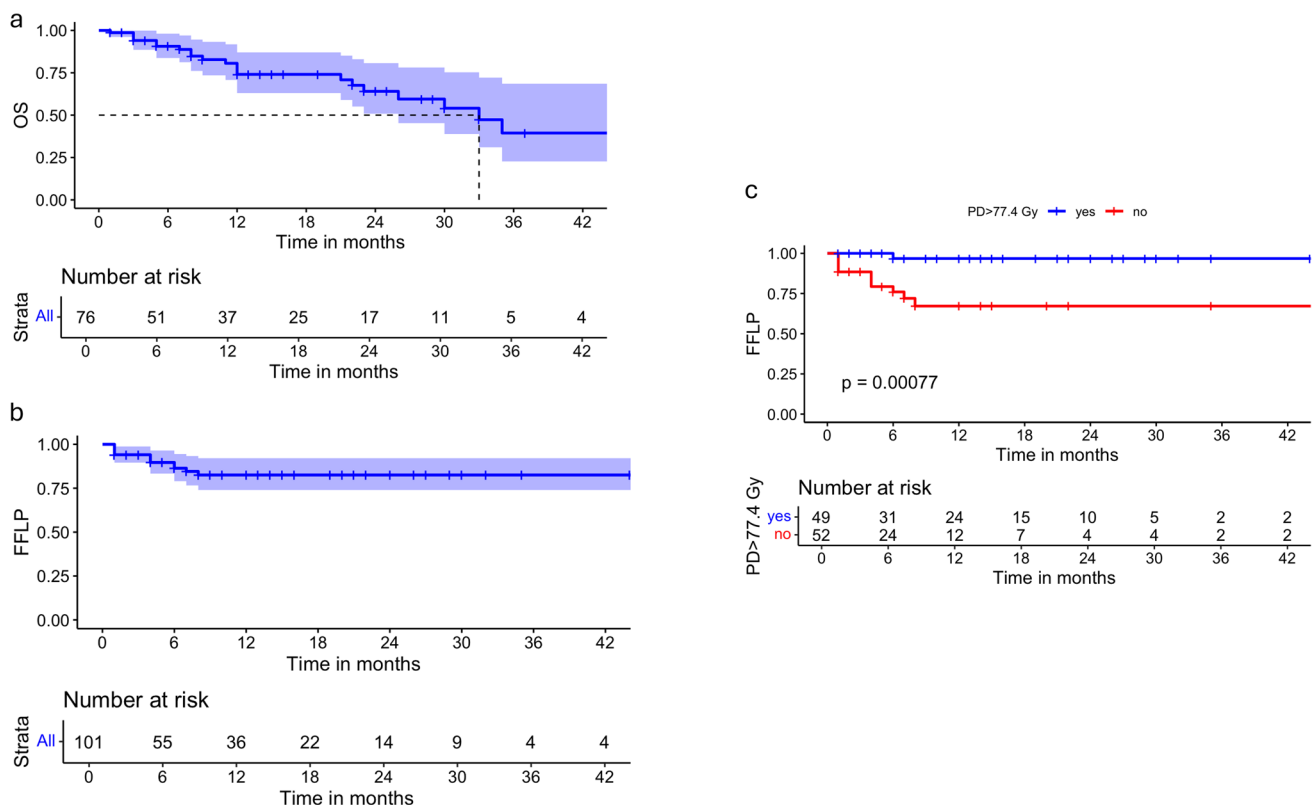 a
1.00
0.75
0.50
0.25
0.00
OS
0 6 12 18 24 30 36 42
Time in months
Number at risk
Strata
All 76 51 37 25 17 11 5 4
0 6 12 18 24 30 36 42
Time in months
b
1.00
0.75
0.50
0.25
0.00
FFLP
0 6 12 18 24 30 36 42
Time in months
Number at risk
Strata
All 101 55 36 22 14 9 4 4
0 6 12 18 24 30 36 42
Time in months
c
PD>77.4 Gy yes no
1.00
0.75
0.50
0.25
0.00
FFLP
p = 0.00077
0 6 12 18 24 30 36 42
Time in months
Number at risk
PD>77.4 Gy
yes 49 31 24 15 10 5 2 2
no 52 24 12 7 4 4 2 2
0 6 12 18 24 30 36 42
Time in months